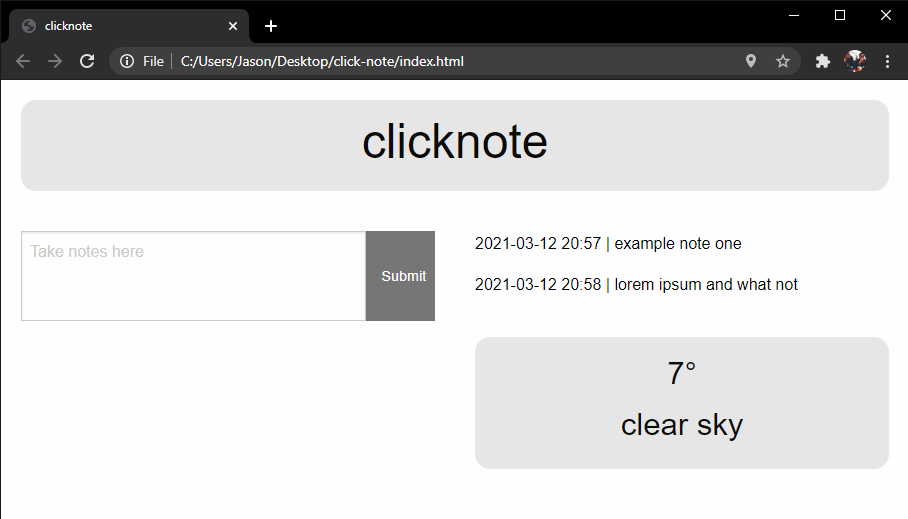 clicknote
File C:/Users/Jason/Desktop/click-note/index.html
clicknote
Take notes here
Submit
2021-03-12 20:57 | example note one
2021-03-12 20:58 | lorem ipsum and what not
7°
clear sky